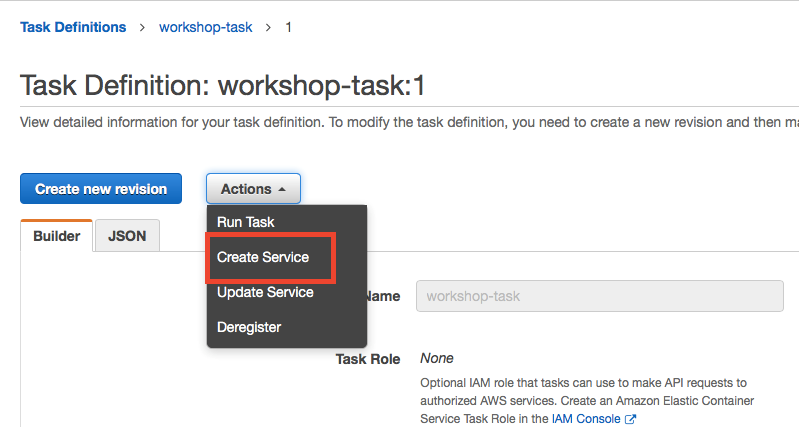 Task Definitions > workshop-task > 1
Task Definition: workshop-task:1
View detailed information for your task definition. To modify the task definition, you need to create a new revision and then
Create new revision
Actions
Run Task
Builder
JSON
Create Service
Update Service
Name
workshop-task
Deregister
Task Role
None
Optional IAM role that tasks can use to make API requests to
authorized AWS services. Create an Amazon Elastic Container
Service Task Role in the IAM Console